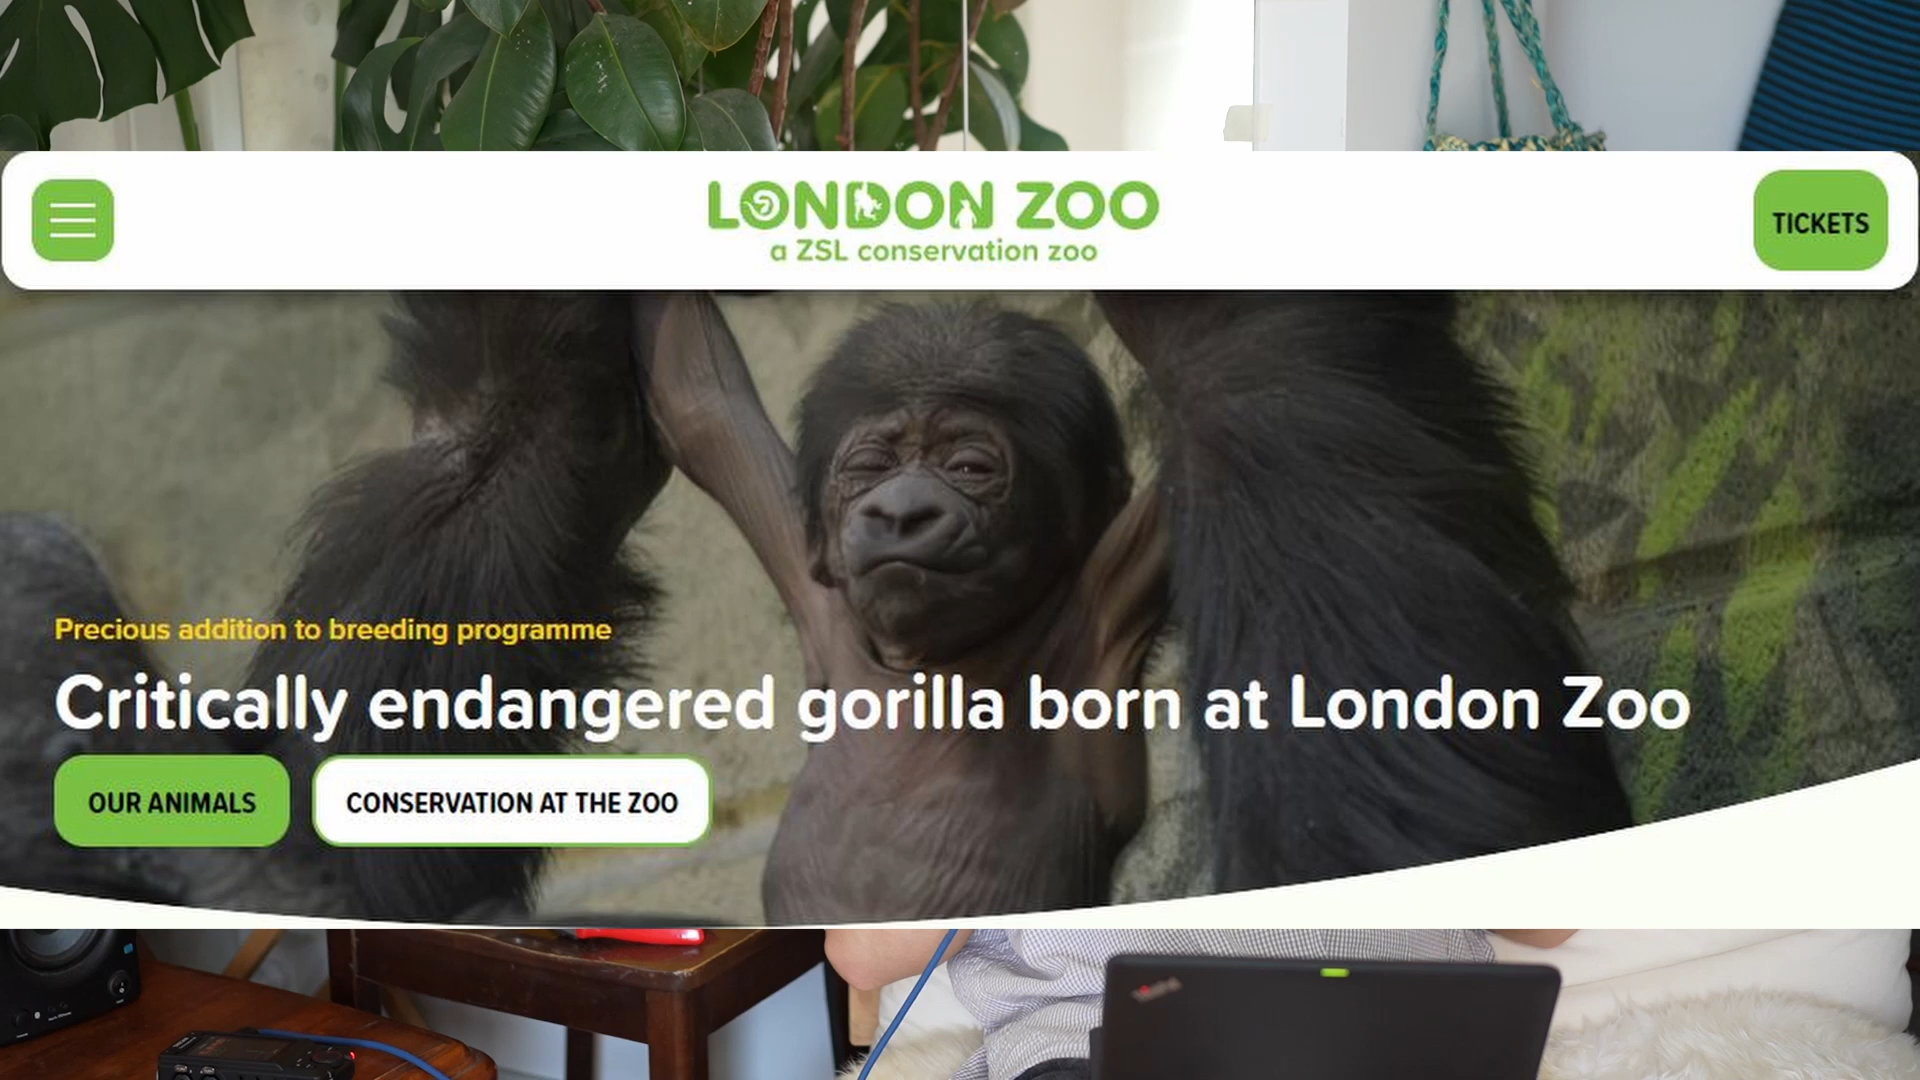 LONDON ZOO
a ZSL conservation zoo
TICKETS
Precious addition to breeding programme
Critically endangered gorilla born at London Zoo
OUR ANIMALS
CONSERVATION AT THE ZOO